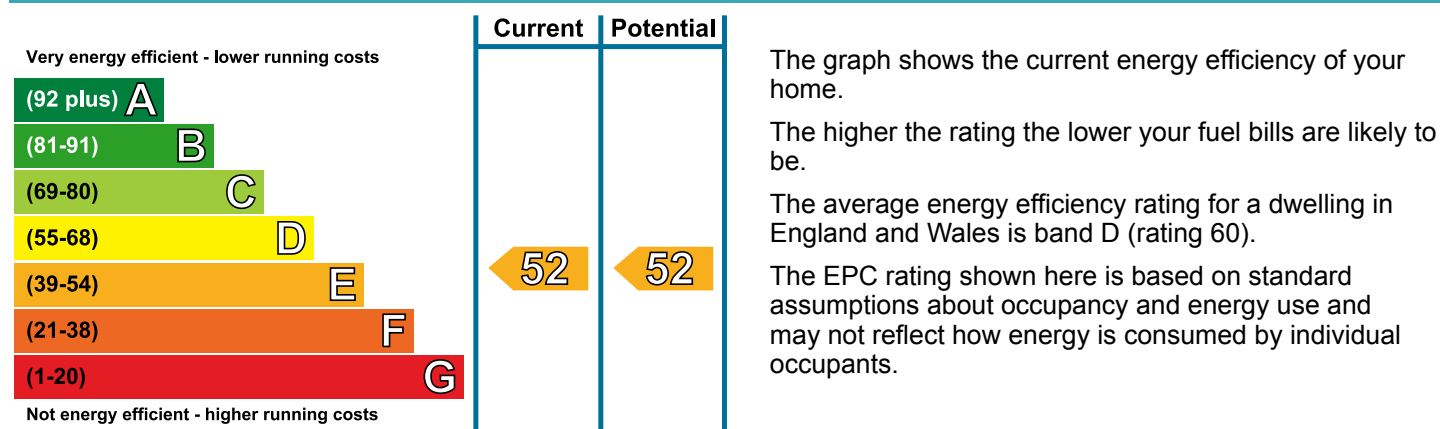 Current Potential
Very energy efficient - lower running costs
(92 plus) A
(81-91) B
(69-80) C
(55-68) D
(39-54) E
(21-38) F
(1-20) G
Not energy efficient - higher running costs
52 52
The graph shows the current energy efficiency of your
home.
The higher the rating the lower your fuel bills are likely to
be.
The average energy efficiency rating for a dwelling in
England and Wales is band D (rating 60).
The EPC rating shown here is based on standard
assumptions about occupancy and energy use and
may not reflect how energy is consumed by individual
occupants.